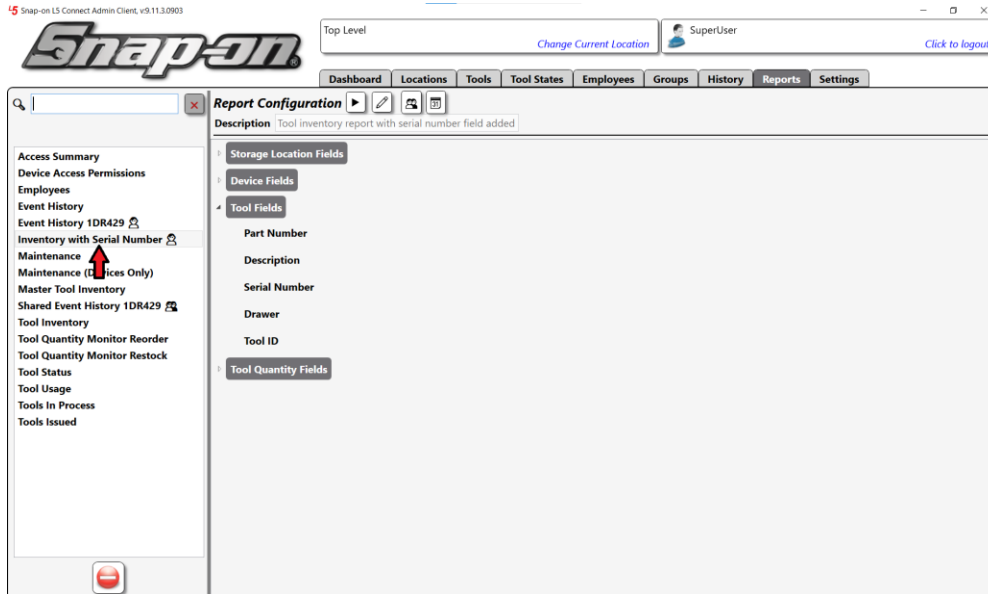 L5 Snap-on L5 Connect Admin Client, v:9.11.3.0903
Snap-on
Top Level
Change Current Location
SuperUser
Click to logout
Dashboard Locations Tools Tool States Employees Groups History Reports Settings
Report Configuration
31
Description Tool inventory report with serial number field added
Access Summary
Device Access Permissions
Employees
Event History
Event History 1DR429
Inventory with Serial Number
Maintenance
Maintenance (Devices Only)
Master Tool Inventory
Shared Event History 1DR429
Tool Inventory
Tool Quantity Monitor Reorder
Tool Quantity Monitor Restock
Tool Status
Tool Usage
Tools In Process
Tools Issued
Storage Location Fields
Device Fields
Tool Fields
Part Number
Description
Serial Number
Drawer
Tool ID
Tool Quantity Fields